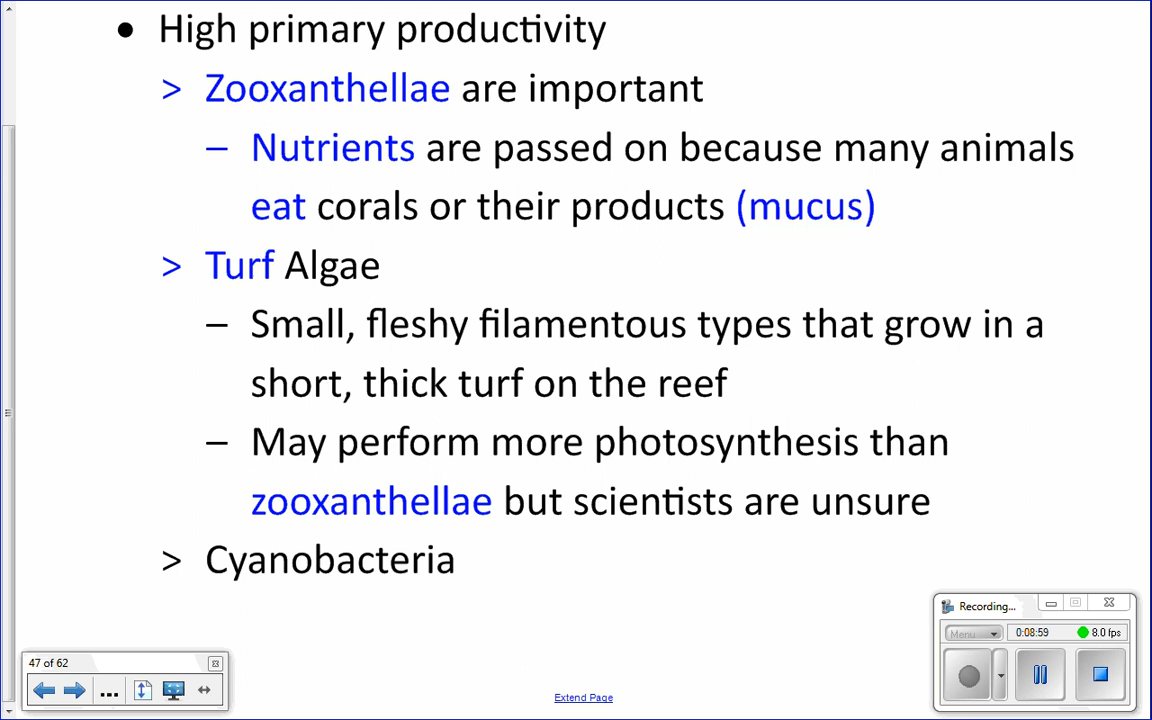 • High primary productivity
> Zooxanthellae are important
– Nutrients are passed on because many animals
eat corals or their products (mucus)
> Turf Algae
– Small, fleshy filamentous types that grow in a
short, thick turf on the reef
– May perform more photosynthesis than
zooxanthellae but scientists are unsure
> Cyanobacteria
Recording...
Menu 0:08:59 8.0 fps
47 of 62
...
Extend Page